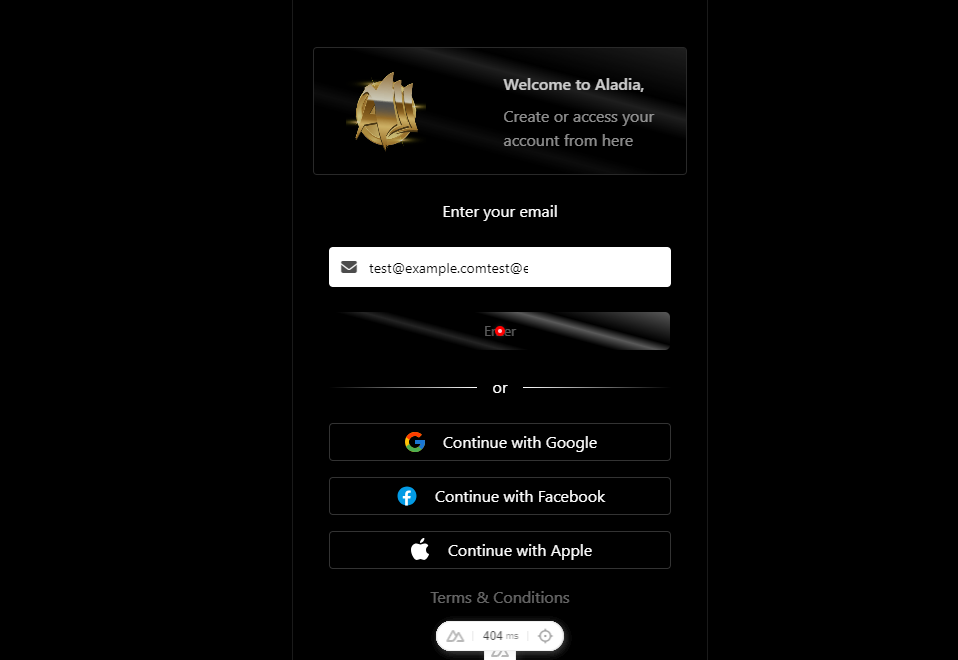 Welcome to Aladia,
Create or access your
account from here
Enter your email
test@example.comtest@e
Enter
or
Continue with Google
Continue with Facebook
Continue with Apple
Terms & Conditions
404 ms